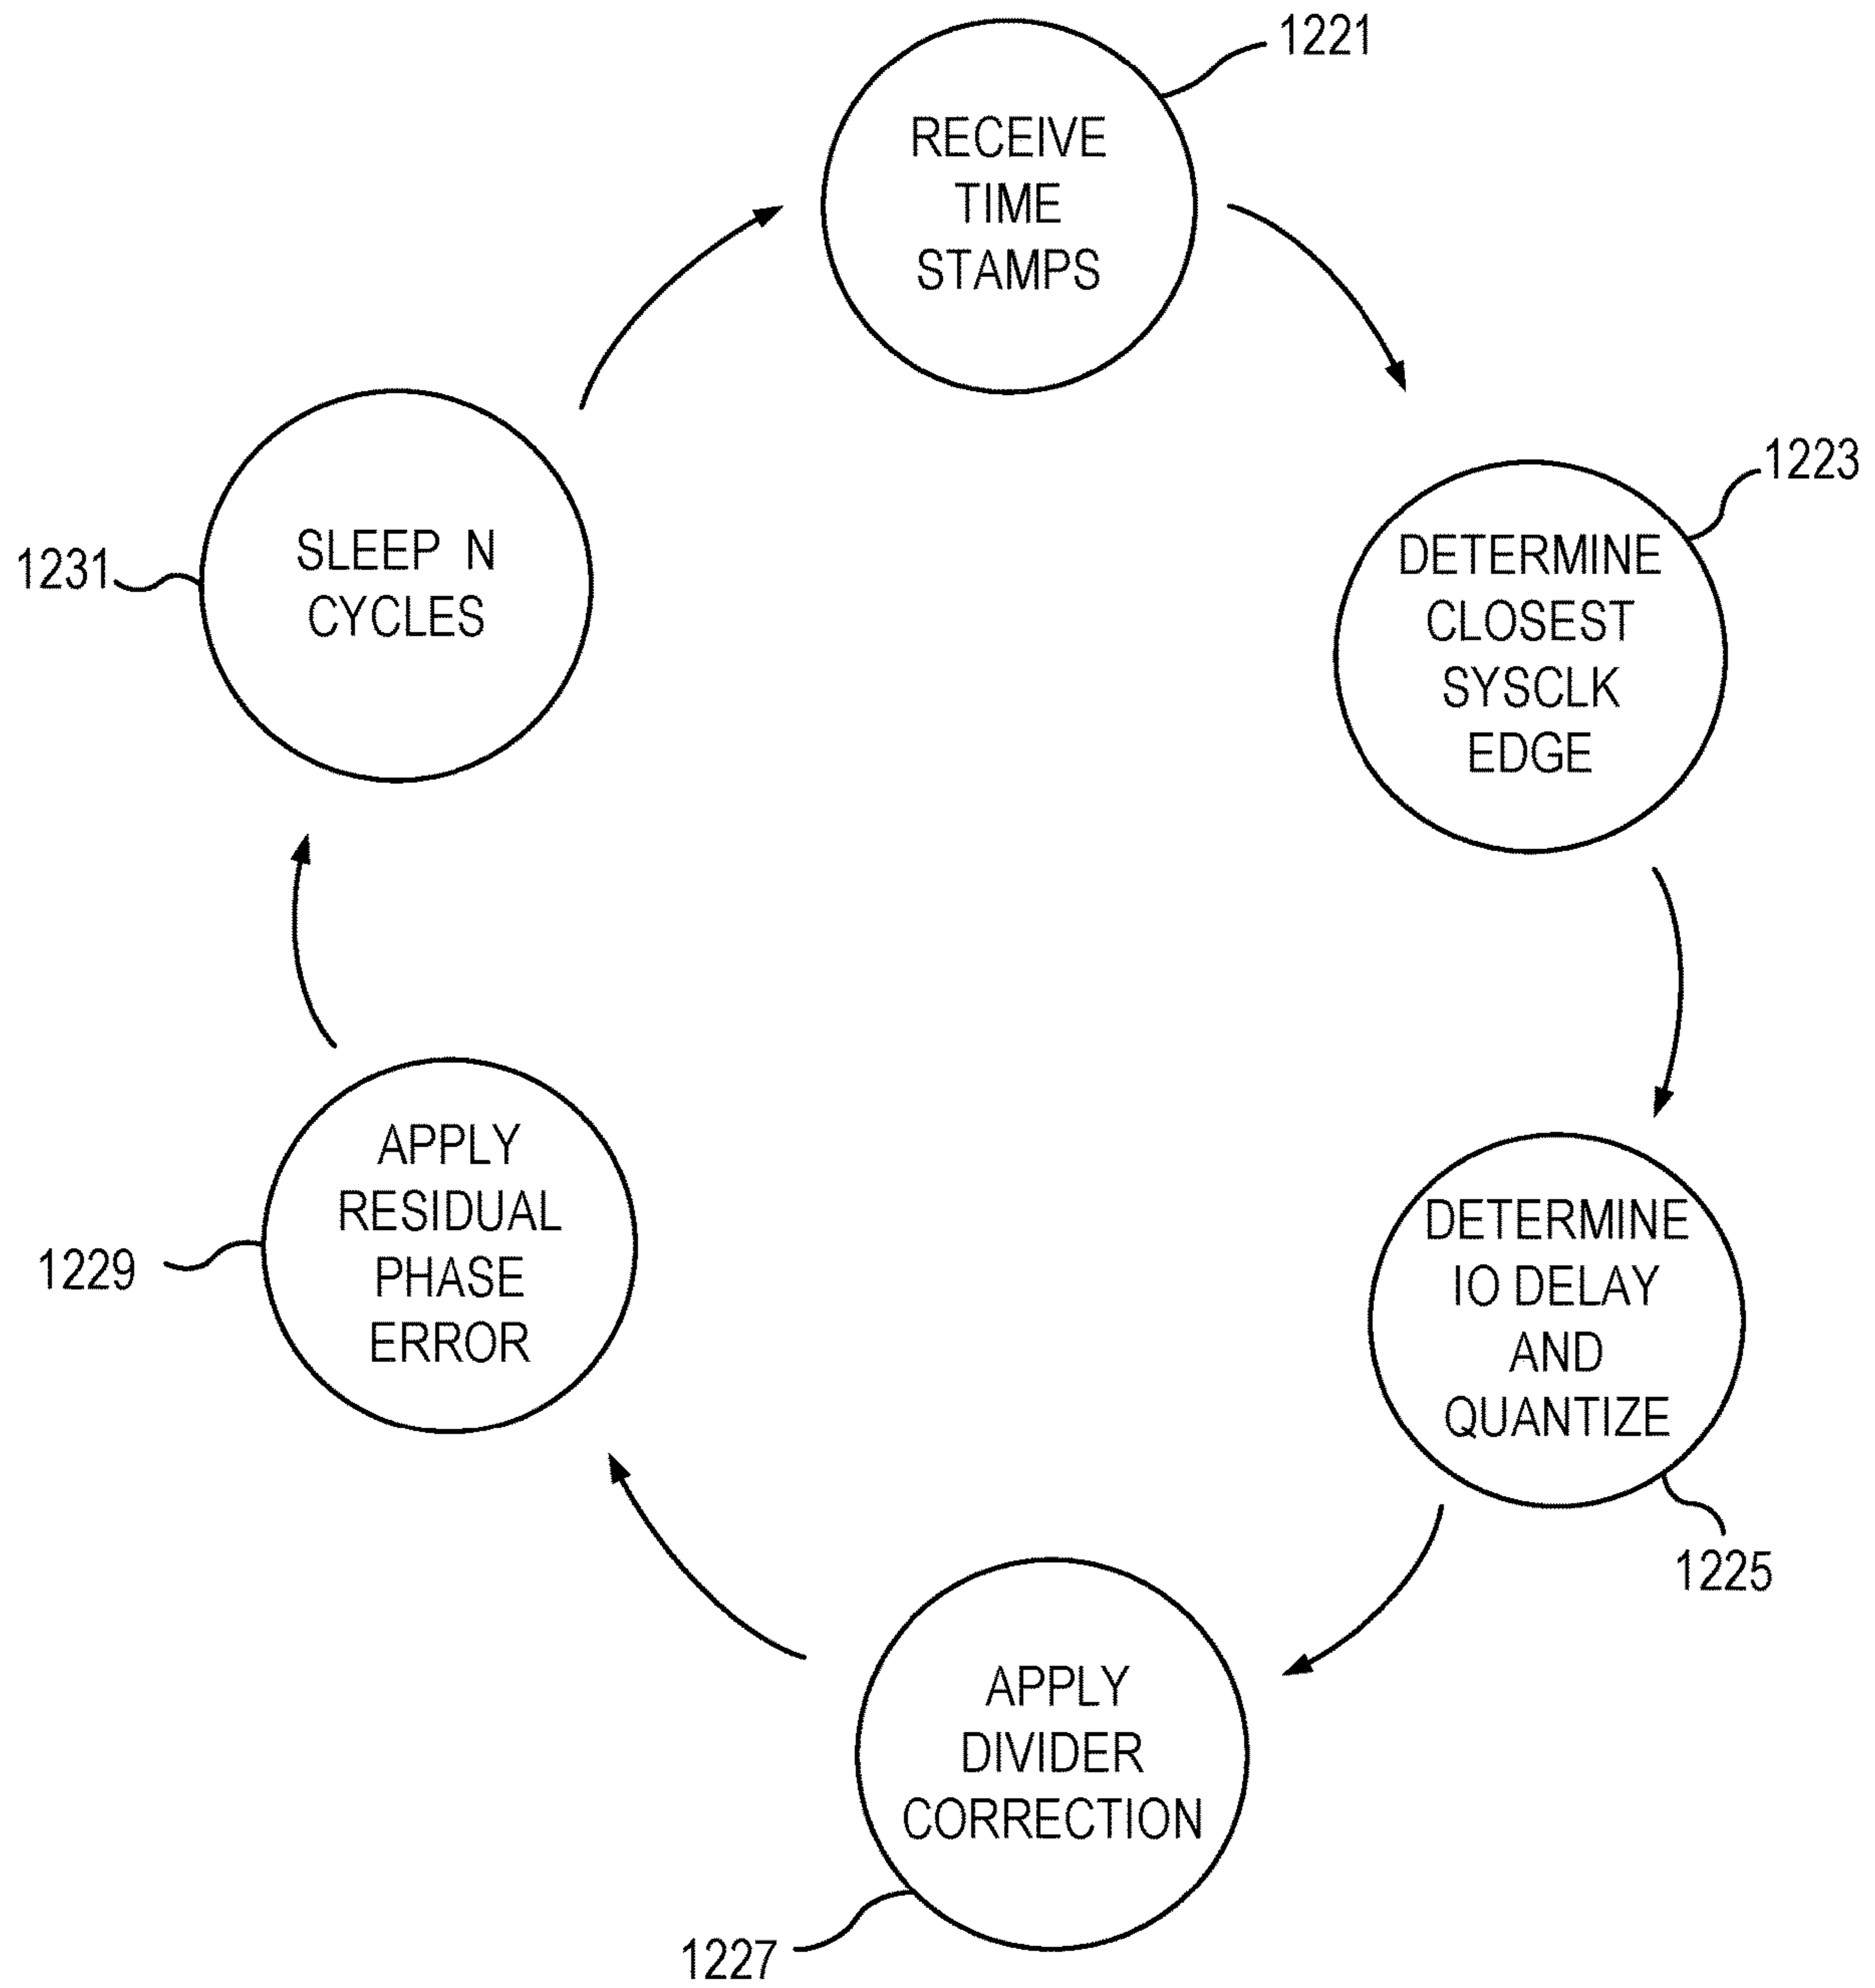 1221
RECEIVE
TIME
STAMPS
1223
DETERMINE
CLOSEST
SYSCLK
EDGE
1225
DETERMINE
IO DELAY
AND
QUANTIZE
1227
APPLY
DIVIDER
CORRECTION
1229
APPLY
RESIDUAL
PHASE
ERROR
1231
SLEEP N
CYCLES